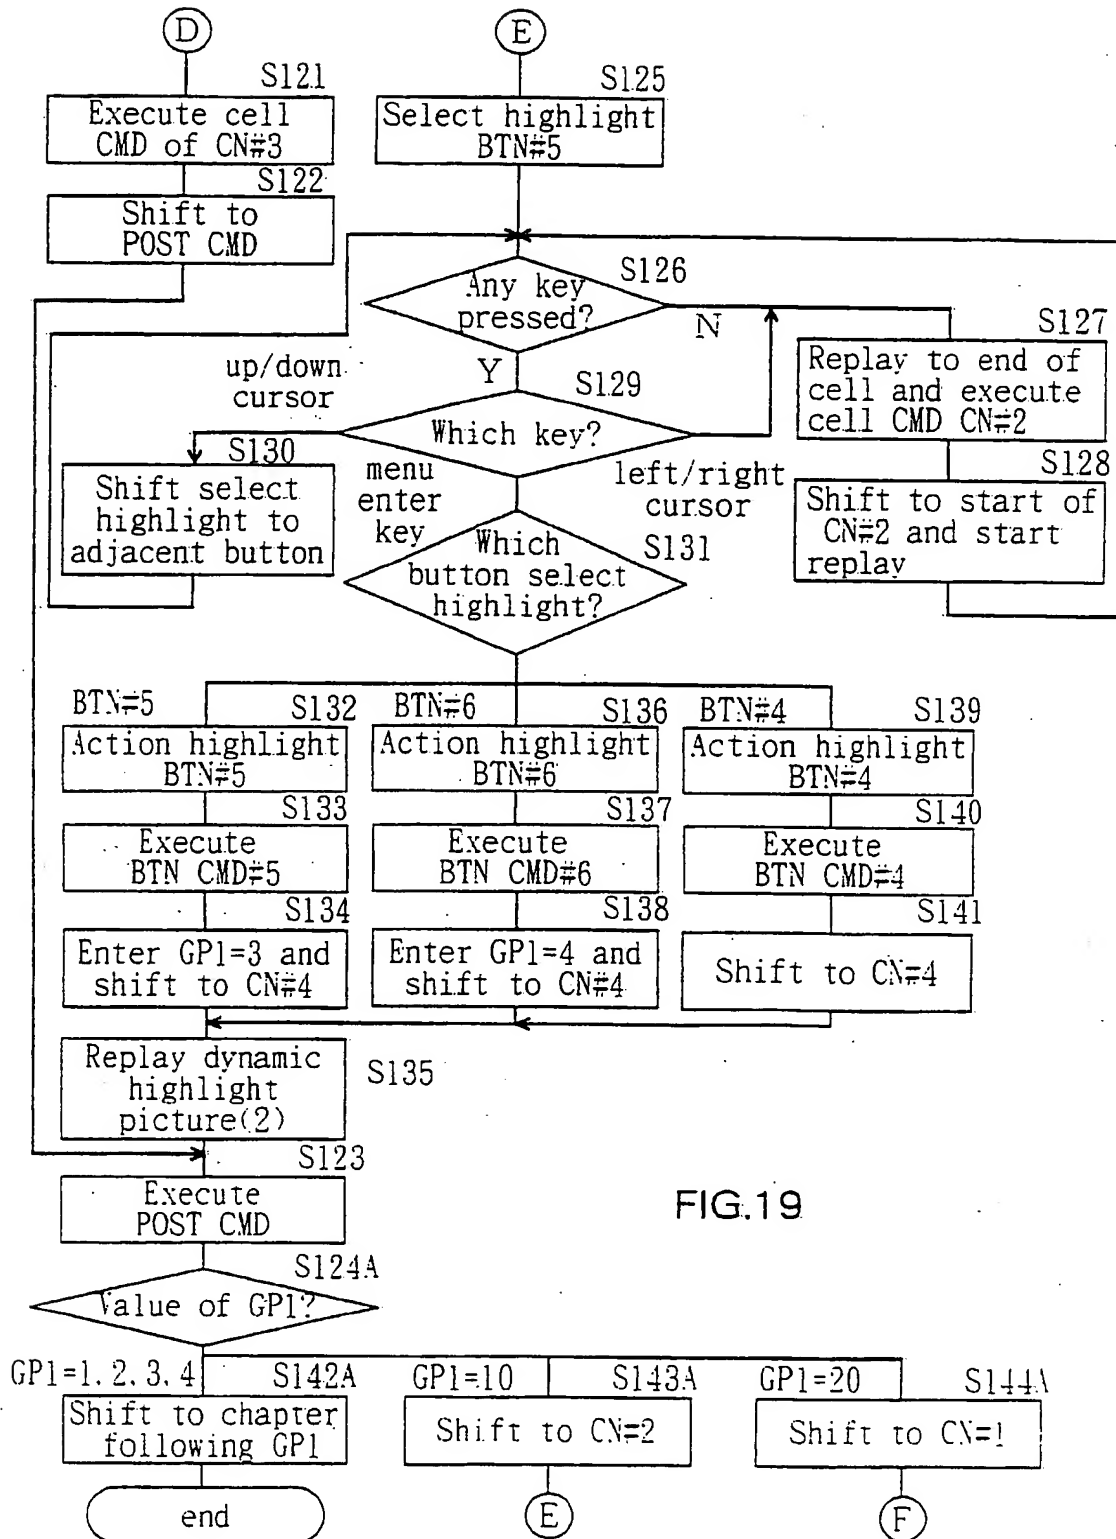 D
E
S121
S125
Execute cell
CMD of CN#3
Select highlight
BTN#5
S122
Shift to
POST CMD
S126
Any key
pressed?
N
S127
Replay to end of
cell and execute
cell CMD CN#2
up/down
cursor
Y
S129
Which key?
S130
Shift select
highlight to
adjacent button
menu
enter
key
left/right
cursor
S128
Shift to start of
CN#2 and start
replay
S131
Which
button select
highlight?
BTN#5
S132
BTN#6
S136
BTN#4
S139
Action highlight
BTN#5
Action highlight
BTN#6
Action highlight
BTN#4
S133
S137
S140
Execute
BTN CMD#5
Execute
BTN CMD#6
Execute
BTN CMD#4
S134
S138
S141
Enter GP1=3 and
shift to CN#4
Enter GP1=4 and
shift to CN#4
Shift to CN#4
Replay dynamic
highlight
picture(2)
S135
S123
Execute
POST CMD
FIG.19
S124A
Value of GP1?
GP1=1, 2, 3, 4
S142A
GP1=10
S143A
GP1=20
S144A
Shift to chapter
following GP1
Shift to CN#2
Shift to CN#1
end
E
F